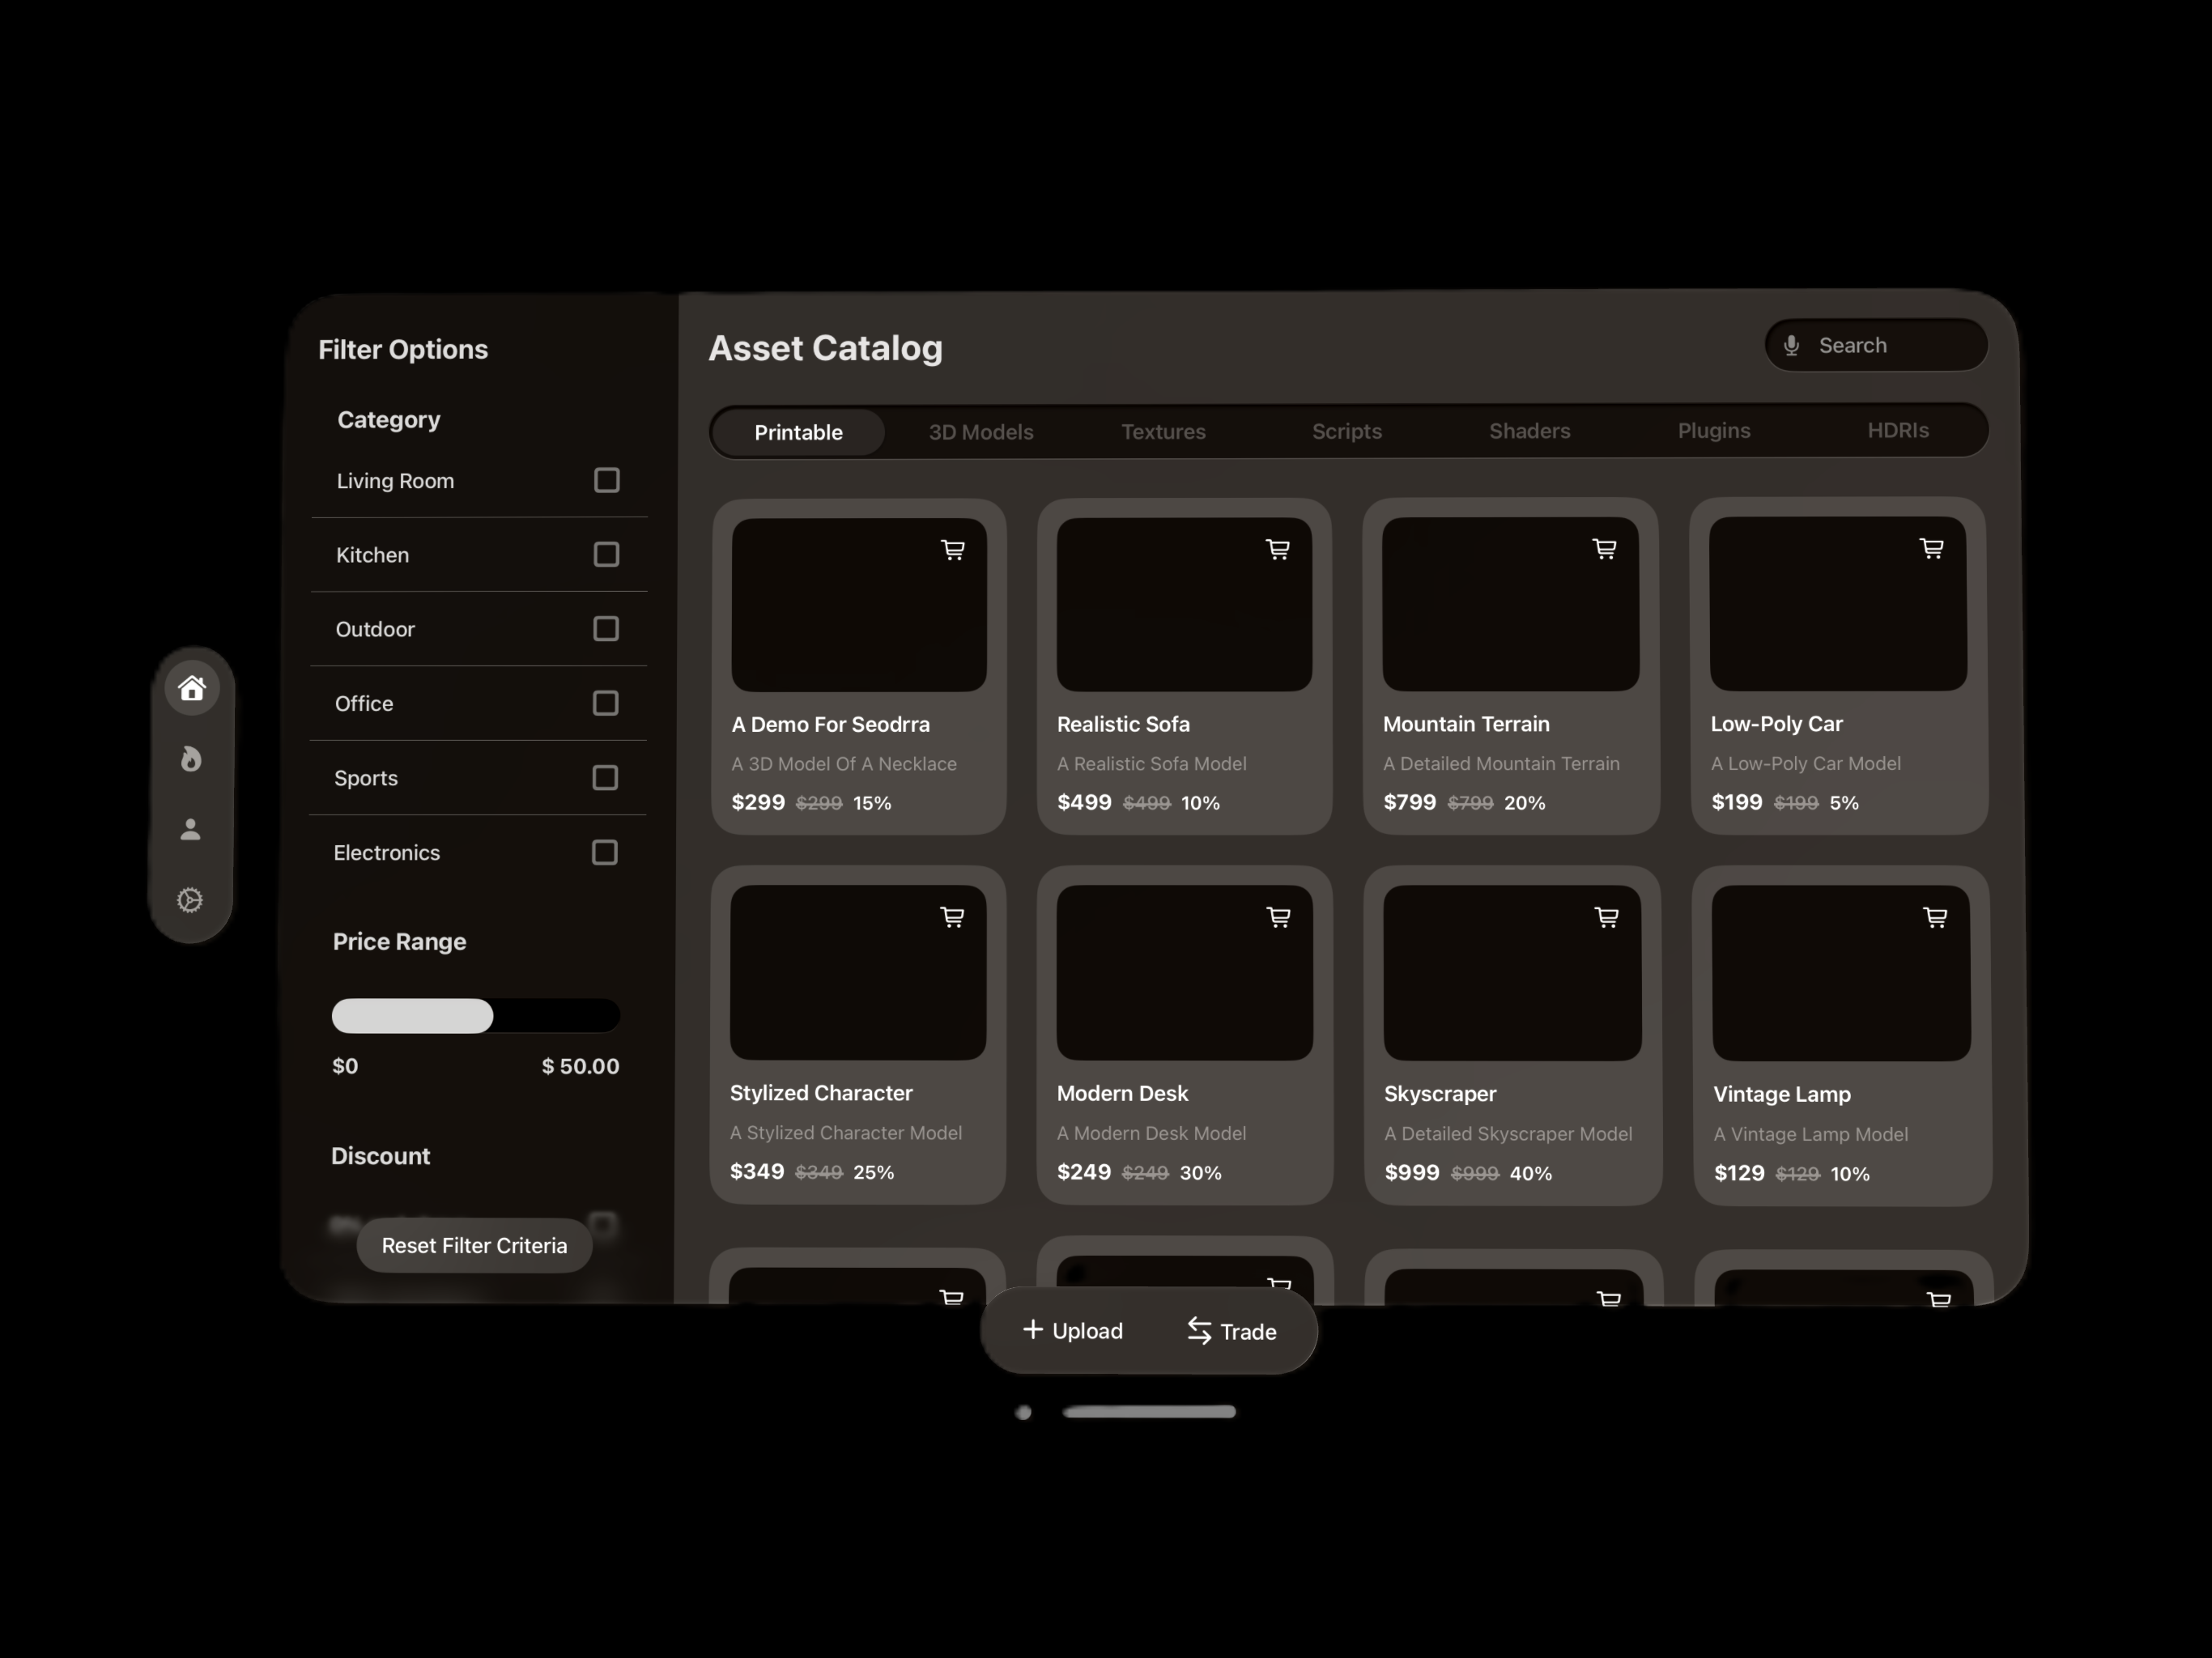 Filter Options
Category
Living Room
Kitchen
Outdoor
Office
Sports
Electronics
Price Range
$0 $ 50.00
Discount
Reset Filter Criteria
Asset Catalog
Search
Printable 3D Models Textures Scripts Shaders Plugins HDRIs
A Demo For Seodrra
A 3D Model Of A Necklace
$299 $299 15%
Realistic Sofa
A Realistic Sofa Model
$499 $499 10%
Mountain Terrain
A Detailed Mountain Terrain
$799 $799 20%
Low-Poly Car
A Low-Poly Car Model
$199 $199 5%
Stylized Character
A Stylized Character Model
$349 $349 25%
Modern Desk
A Modern Desk Model
$249 $249 30%
Skyscraper
A Detailed Skyscraper Model
$999 $999 40%
Vintage Lamp
A Vintage Lamp Model
$129 $129 10%
Upload Trade